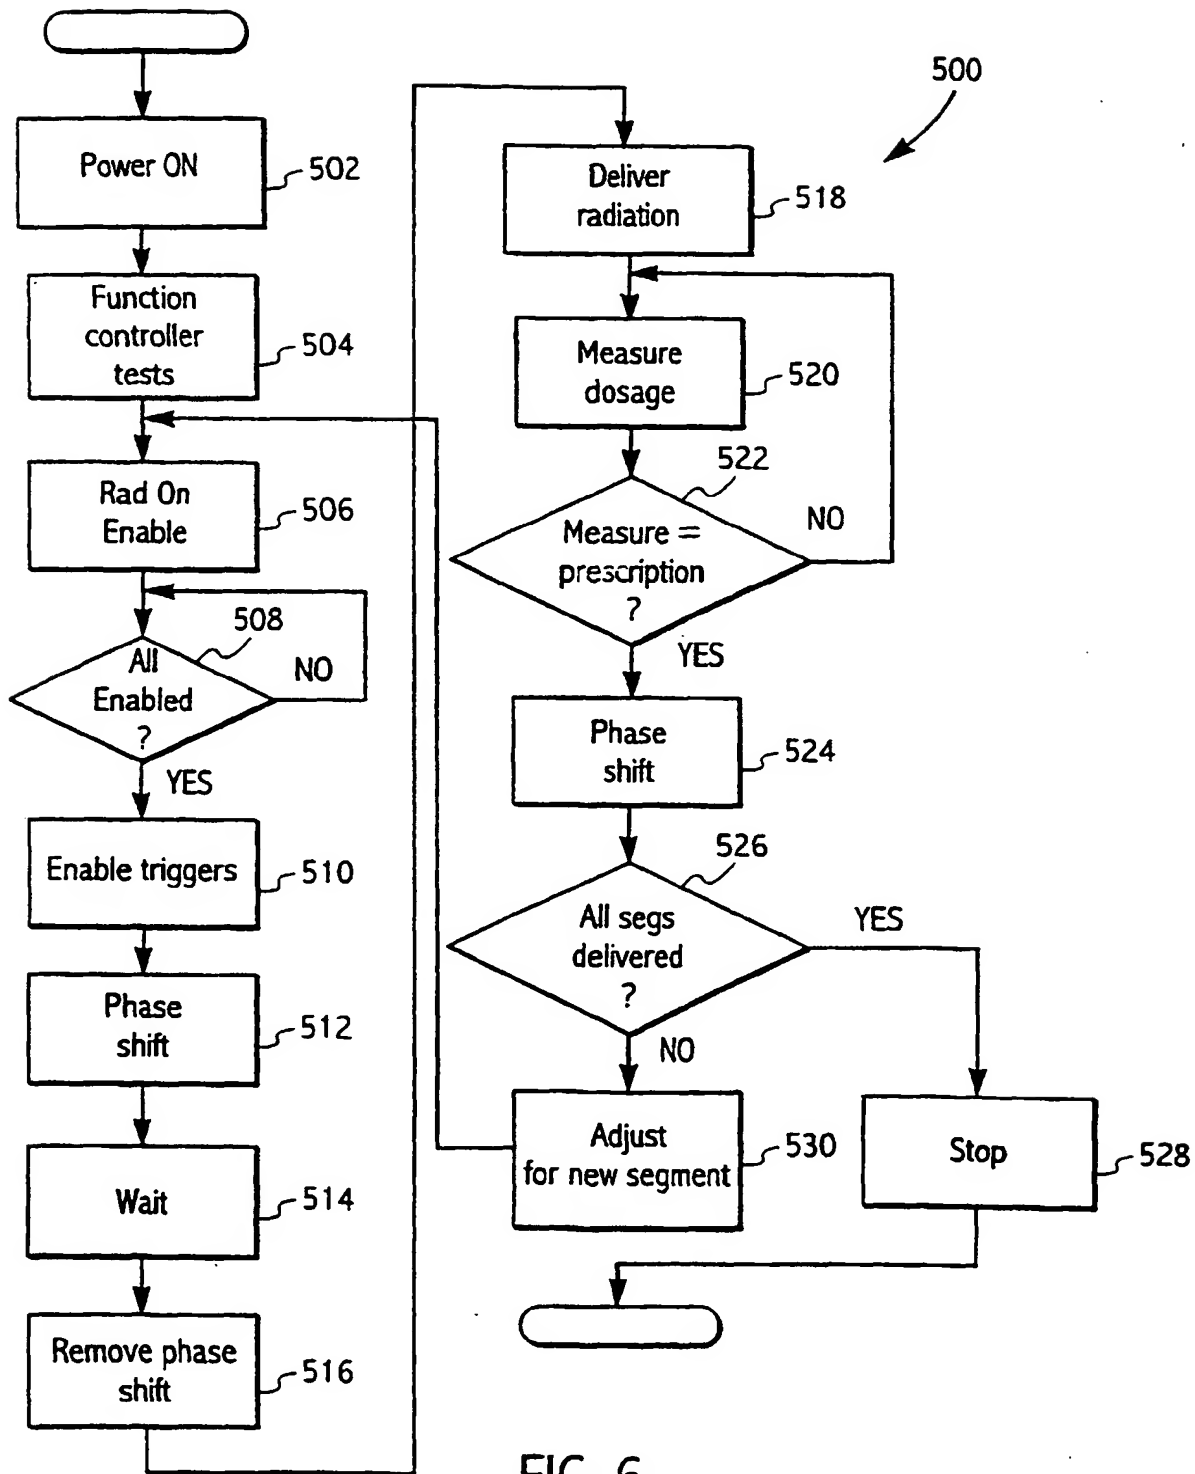 Power ON
502
Function
controller
tests
504
Rad On
Enable
506
508
All
Enabled
?
NO
YES
Enable triggers
510
Phase
shift
512
Wait
514
Remove phase
shift
516
500
Deliver
radiation
518
Measure
dosage
520
522
Measure =
prescription
?
NO
YES
Phase
shift
524
526
All segs
delivered
?
YES
NO
Adjust
for new segment
530
Stop
528
FIG. 6